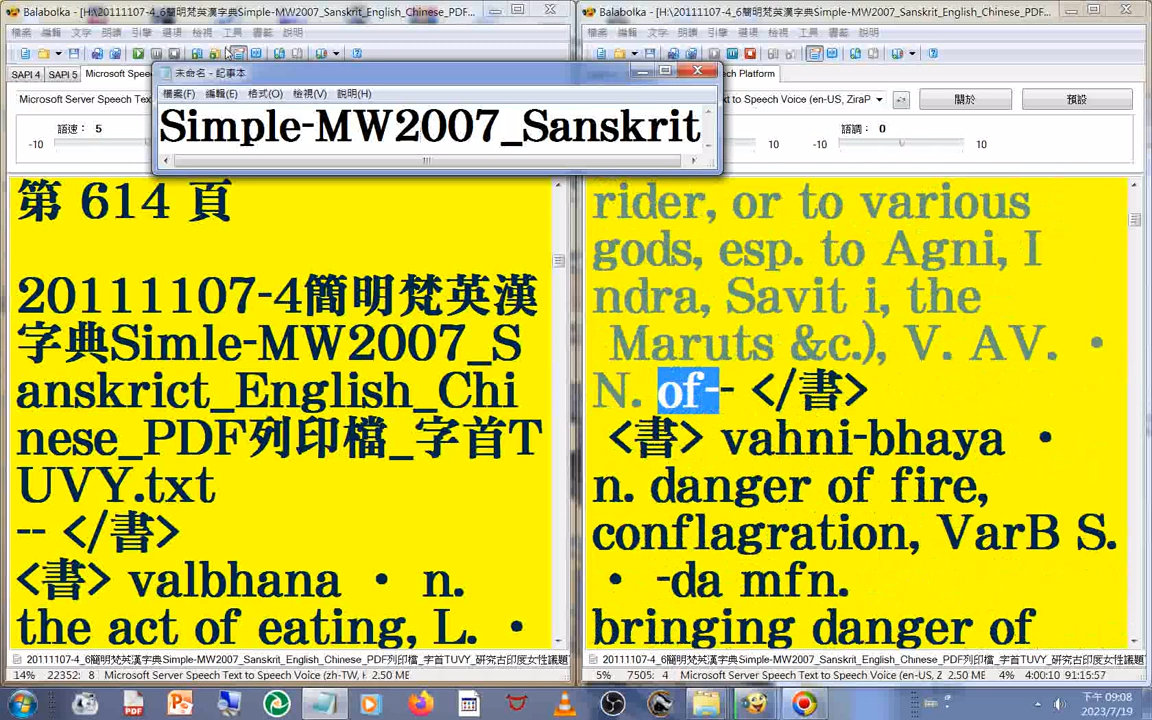 Balabolka - [H:\20111107-4_6簡明梵英漢字典Simple-MW2007_Sanskrit_English_Chinese_PDF...
檔案 編輯 文字 朗讀 引擎 選項 檢視 工具 書籤 說明
SAPI 4 SAPI 5 Microsoft Speech
Microsoft Server Speech Text
語速： 5
-10
未命名 - 記事本
檔案(F) 編輯(E) 格式(O) 檢視(V) 說明(H)
Simple-MW2007_Sanskrit
第 614 頁
20111107-4簡明梵英漢
字典Simle-MW2007_S
anskrict_English_Chi
nese_PDF列印檔_字首T
UVY.txt
-- </書>
<書> valbhana • n.
the act of eating, L. •
20111107-4_6簡明梵英漢字典Simple-MW2007_Sanskrit_English_Chinese_PDF列印檔_字首TUVY_研究古印度女性議題
14% 22352: 8 Microsoft Server Speech Text to Speech Voice (zh-TW, H 2.50 MB
Balabolka - [H:\20111107-4_6簡明梵英漢字典Simple-MW2007_Sanskrit_English_Chinese_PDF...
檔案 編輯 文字 朗讀 引擎 選項 檢視 工具 書籤 說明
ech Platform
t to Speech Voice (en-US, ZiraP
關於
預設
10
語調： 0
-10
10
rider, or to various
gods, esp. to Agni, I
ndra, Savit i, the
Maruts &c.), V. AV. •
N. of-- </書>
<書> vahni-bhaya •
n. danger of fire,
conflagration, VarB S.
• -da mfn.
bringing danger of
20111107-4_6簡明梵英漢字典Simple-MW2007_Sanskrit_English_Chinese_PDF列印檔_字首TUVY_研究古印度女性議題
5% 7505: 4 Microsoft Server Speech Text to Speech Voice (en-US, Z 2.50 MB 4% 4:00:10 91:15:57
下午 09:08
2023/7/19